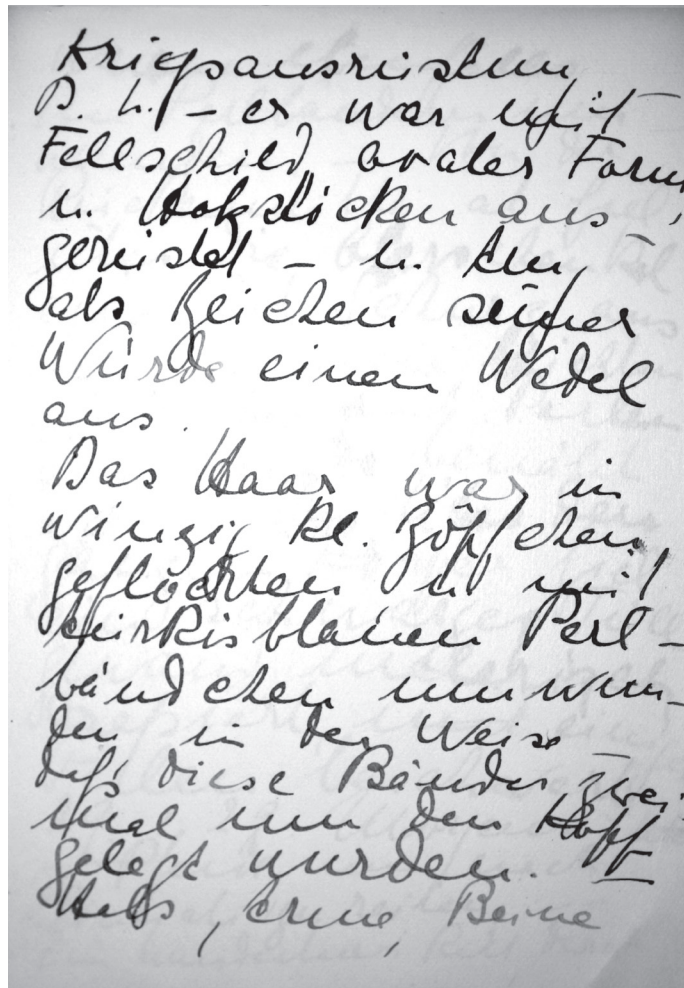 Kriegsausrüstung
D. h. – er war mit
Fellschild ovaler Form
u. Holzstöcken aus-
gerüstet – u.
als Zeichen seiner
Würde einen Wedel
aus.
Das Haar war in
winzig kl. Zöpfchen
geflochten u. mit
türkisblauen Perl-
bändchen umwun-
den in der Weise –
daß diese Bänder zwei-
mal um den Kopf
gelegt wurden. –
Hals, Arme, Beine